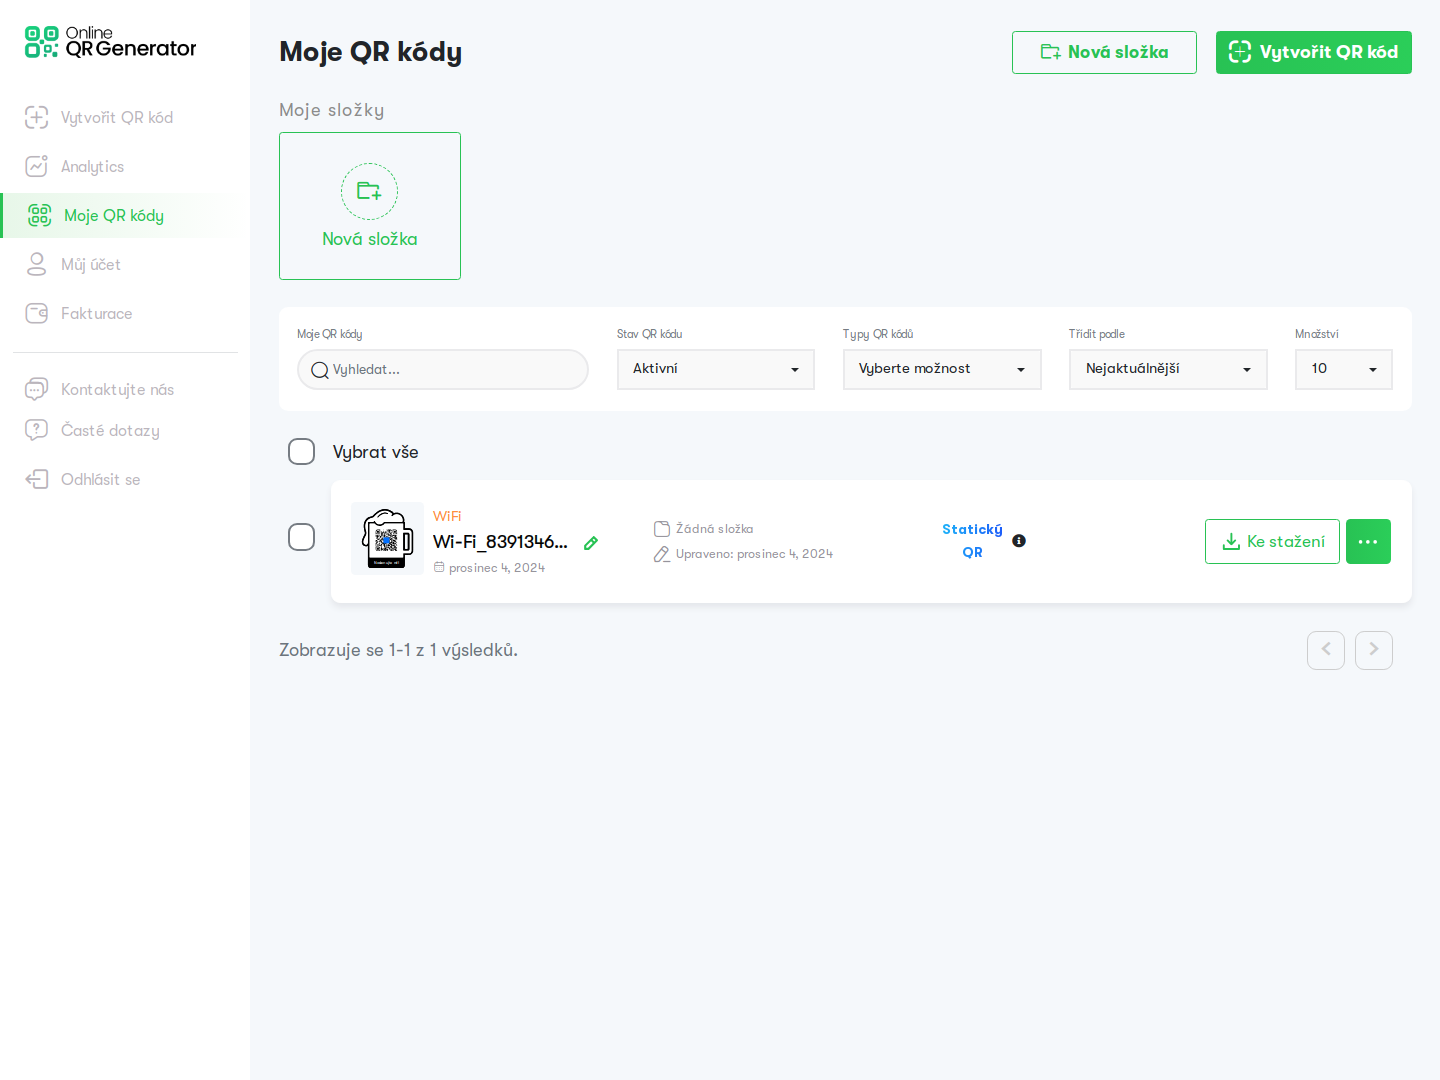 Online
QR Generator
Vytvořit QR kód
Analytics
Moje QR kódy
Můj účet
Fakturace
Kontaktujte nás
Časté dotazy
Odhlásit se
Moje QR kódy
Nová složka
Vytvořit QR kód
Moje složky
Nová složka
Moje QR kódy
Vyhledat...
Stav QR kódu
Aktivní
Typy QR kódů
Vyberte možnost
Třídit podle
Nejaktuálnější
Množství
10
Vybrat vše
WiFi
Wi-Fi_8391346...
prosinec 4, 2024
Žádná složka
Upraveno: prosinec 4, 2024
Statický
QR
Ke stažení
Zobrazuje se 1-1 z 1 výsledků.